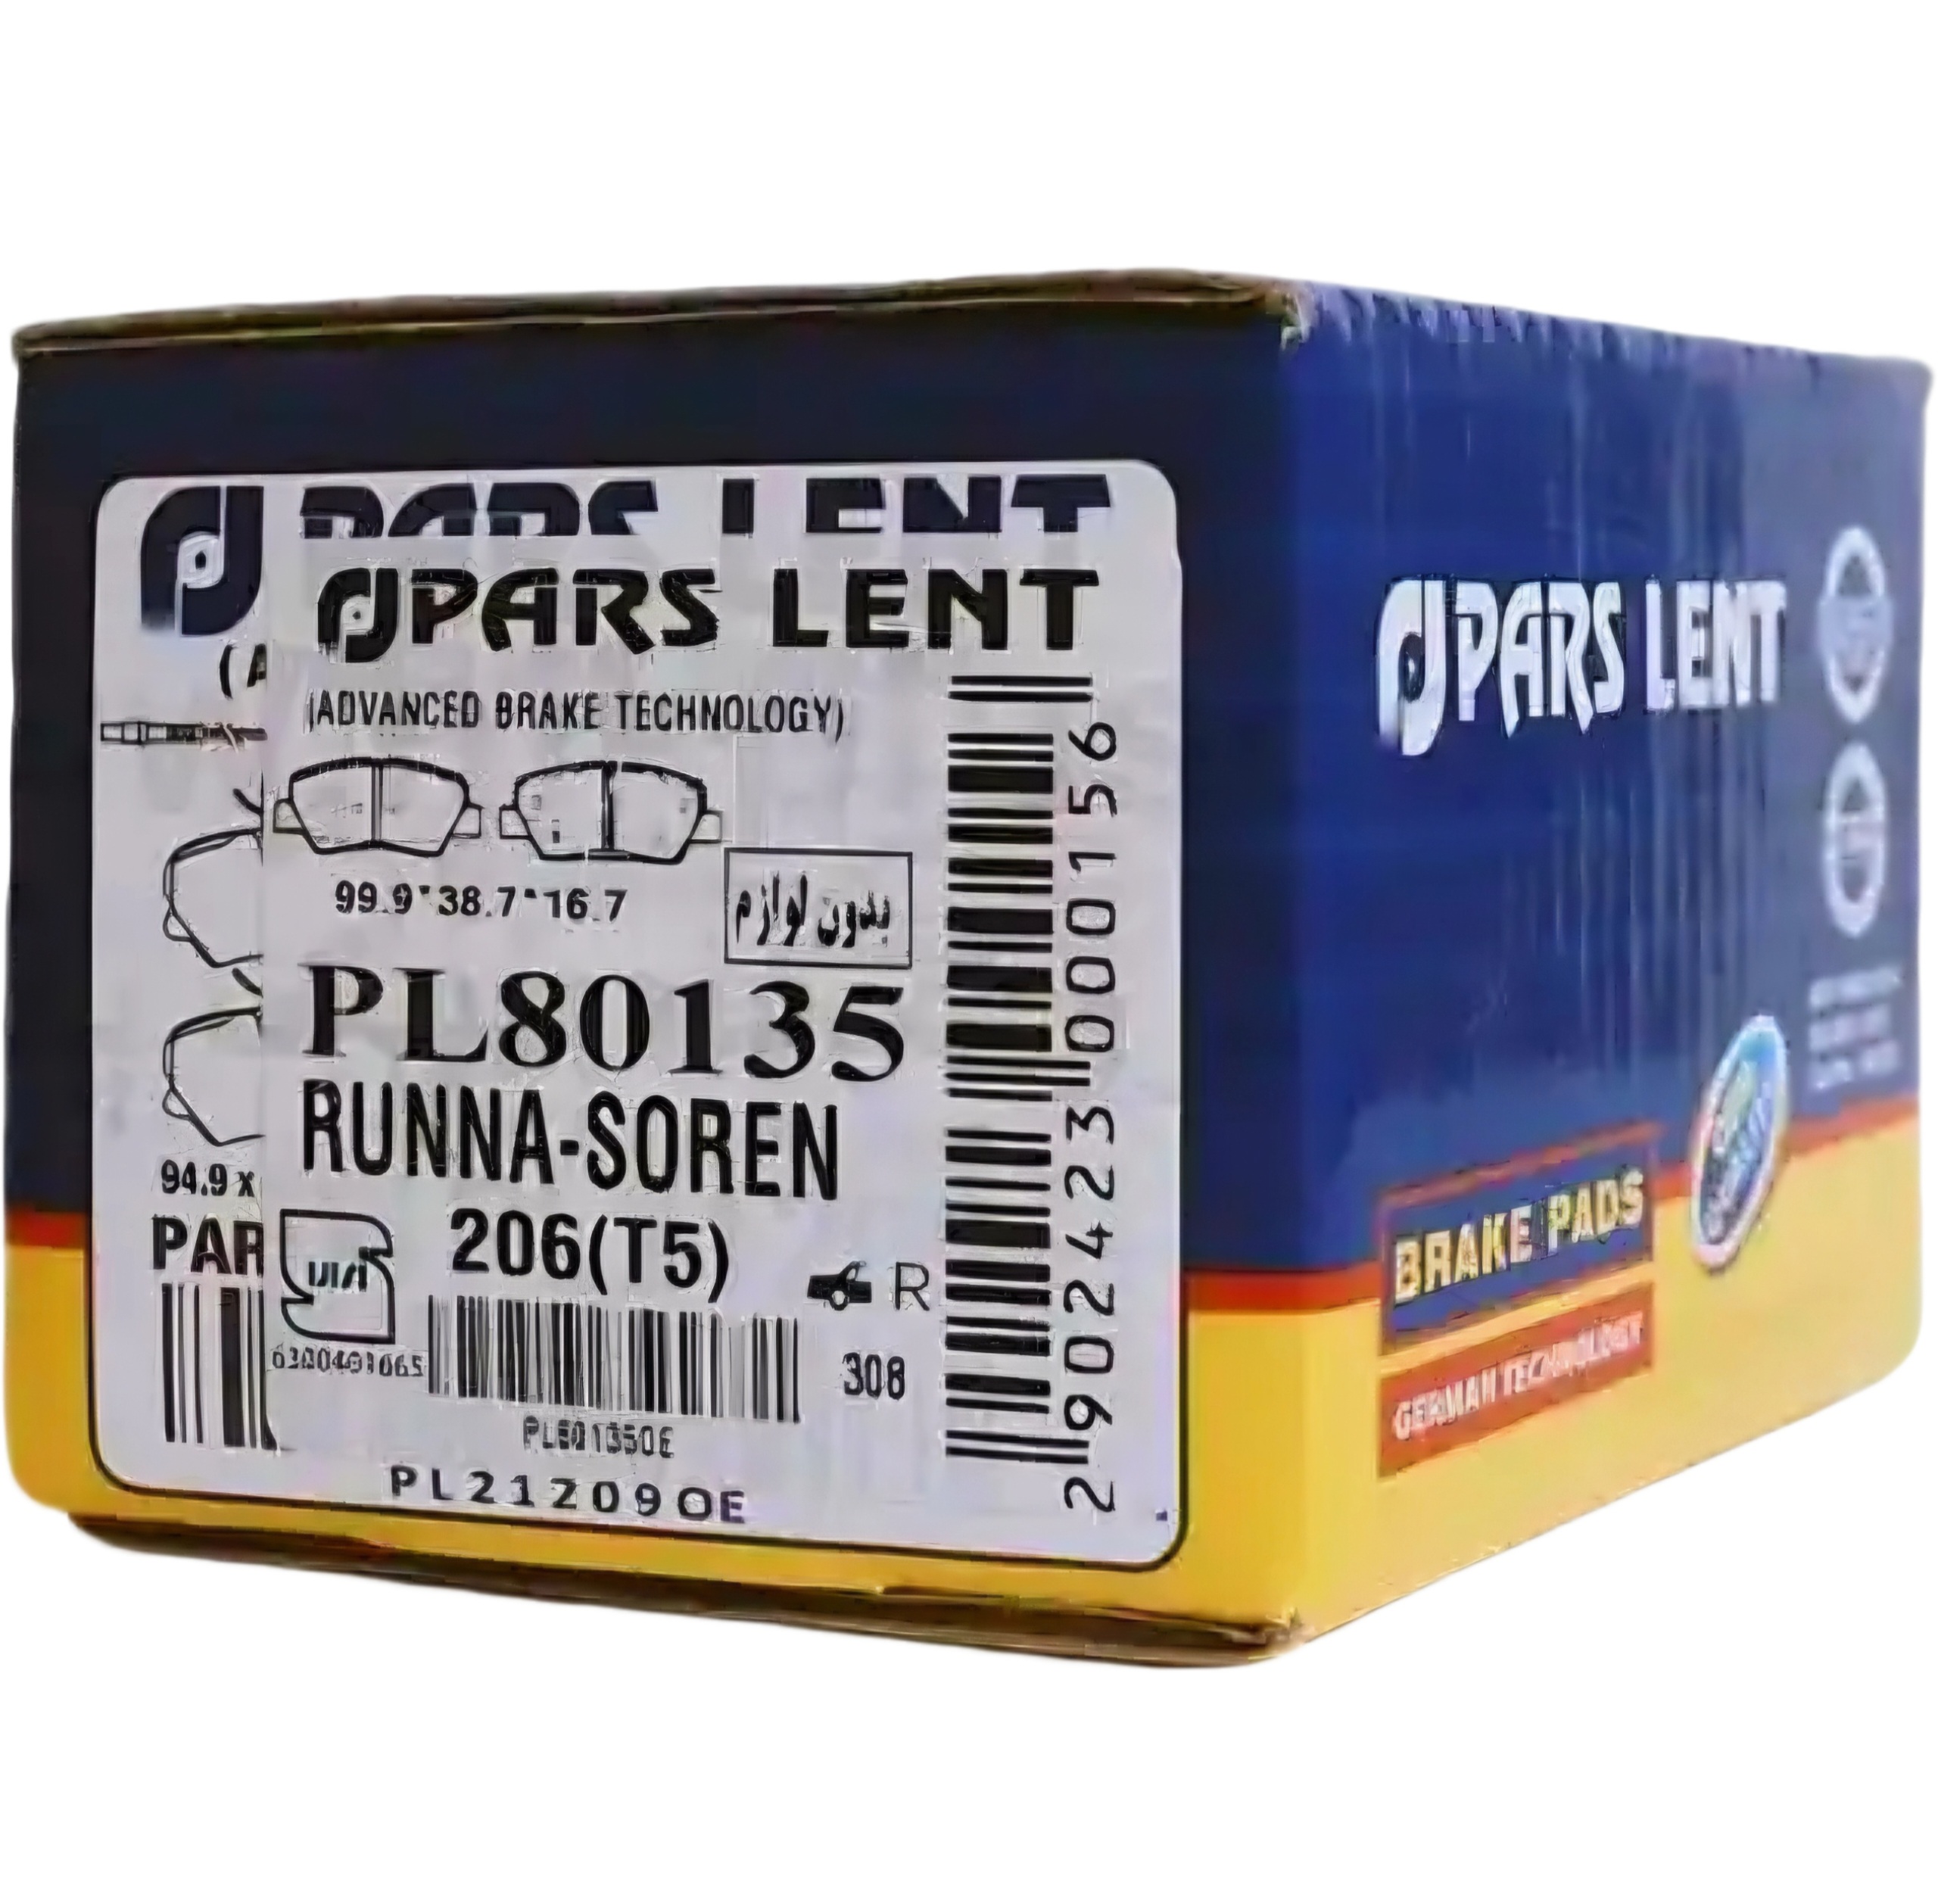 PARS LENT
PARS LENT
(A
(ADVANCED BRAKE TECHNOLOGY)
99.9*38.7*16.7
بدون لوازم
PL80135
RUNNA-SOREN
94.9 x
PAR
206(T5)
R
308
PL212090E
2902423000156
PARS LENT
BRAKE PADS
GERMAN TECHNOLOGY